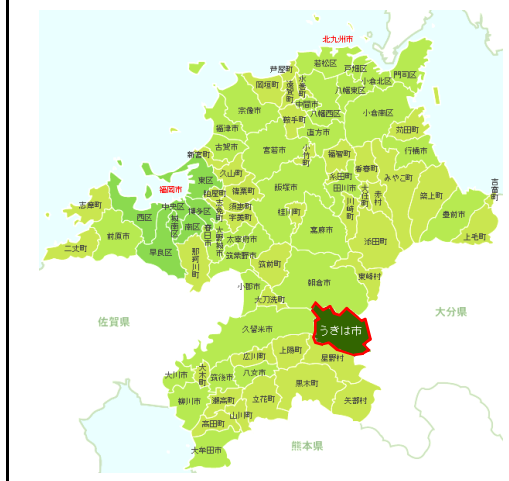 北九州市
芦屋町
若松区
戸畑区
門司区
岡垣町
遠賀町
水巻町
小倉北区
八幡東区
中間市
八幡西区
小倉南区
宗像市
鞍手町
苅田町
福津市
直方市
古賀市
宮若市
小竹町
福智町
行橋市
新宮町
香春町
久山町
糸田町
みやこ町
福岡市
東区
篠栗町
飯塚市
田川市
大任町
赤村
築上町
吉富町
粕屋町
志免町
須恵町
川崎町
志摩町
中央区
博多区
宇美町
桂川町
豊前市
西区
城南区
南区
春日市
大野城市
嘉麻市
前原市
太宰府市
添田町
上毛町
二丈町
早良区
那珂川町
筑紫野市
筑前町
東峰村
小郡市
朝倉市
大刀洗町
佐賀県
大分県
久留米市
うきは市
広川町
上陽町
星野村
大川市
大木町
筑後市
八女市
黒木町
柳川市
瀬高町
立花町
矢部村
山川町
高田町
大牟田市
熊本県